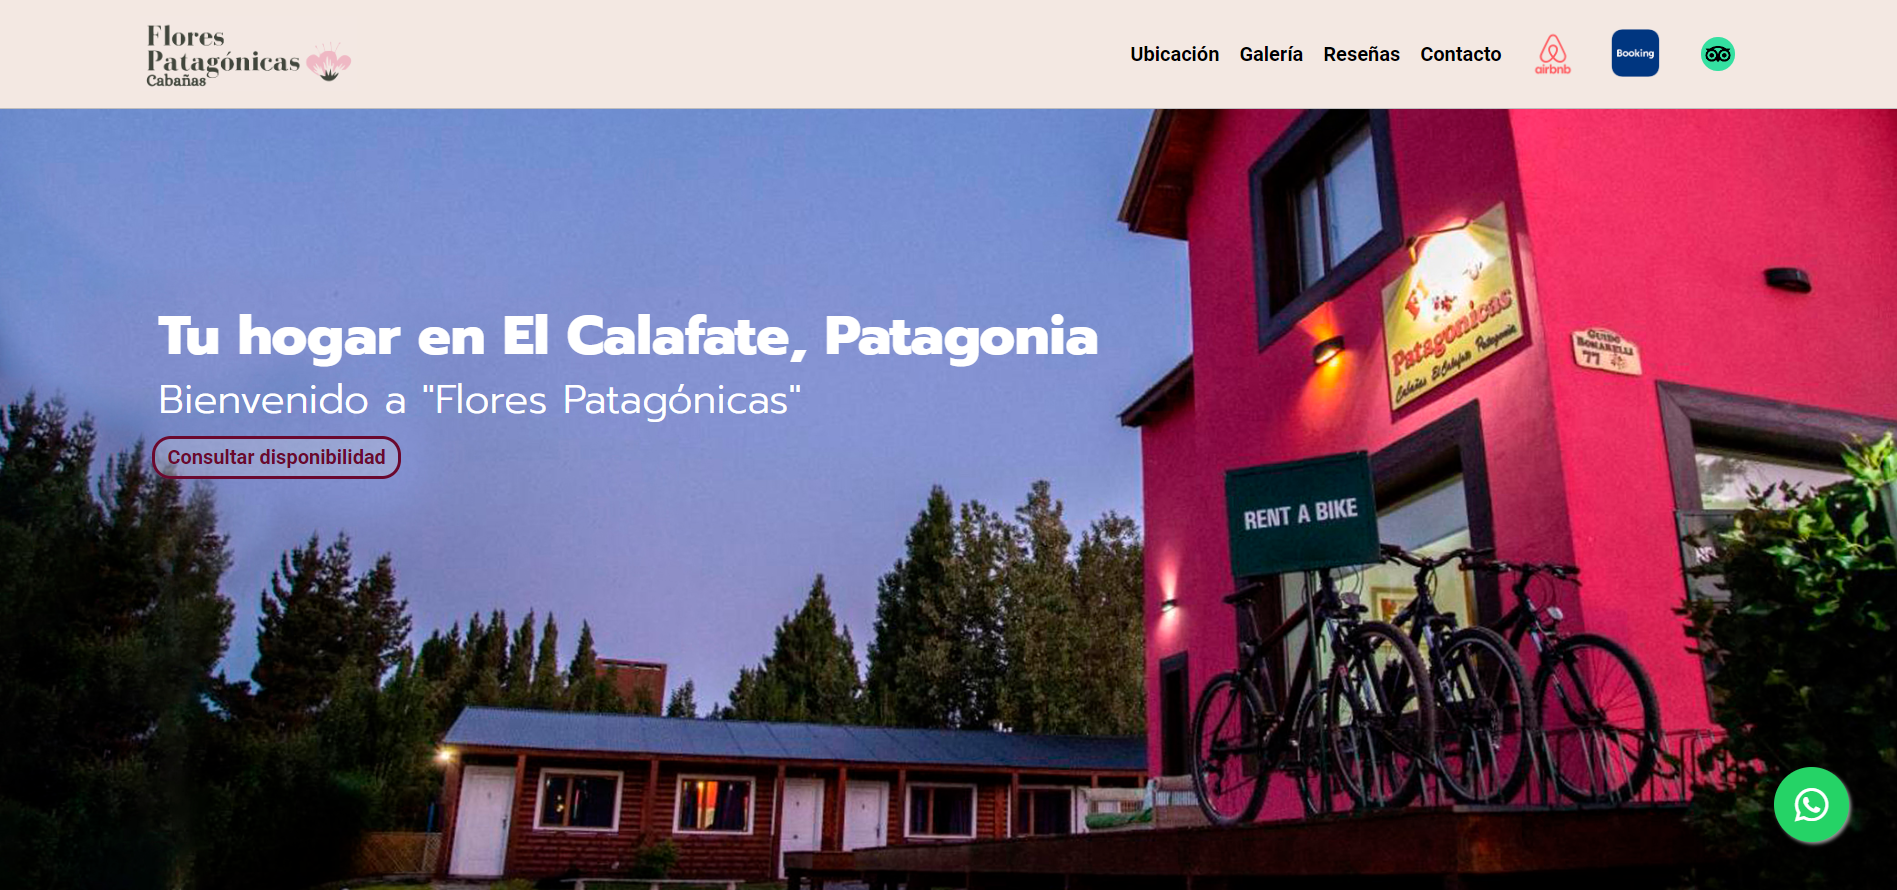 Flores
Patagónicas
Cabañas
Ubicación Galería Reseñas Contacto
airbnb
Booking
Tu hogar en El Calafate, Patagonia
Bienvenido a "Flores Patagónicas"
Consultar disponibilidad
Patagonicas
Cabañas El Calafate Patagonia
GUIDO
BONARELLI
77
RENT A BIKE